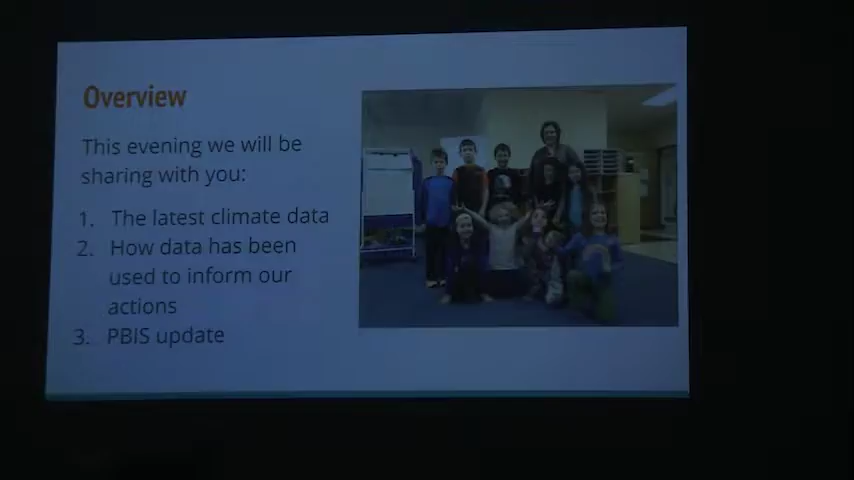 Overview
This evening we will be
sharing with you:
1. The latest climate data
2. How data has been
used to inform our
actions
3. PBIS update